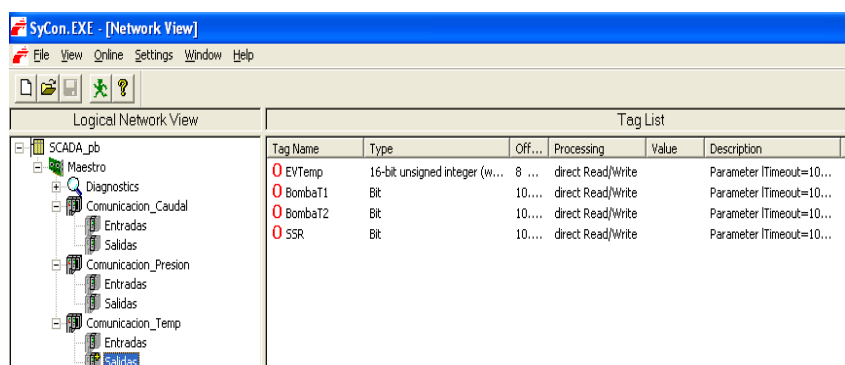 SyCon.EXE - [Network View]
File View Online Settings Window Help
Logical Network View
Tag List
SCADA_pb
Maestro
Diagnostics
Comunicacion_Caudal
Entradas
Salidas
Comunicacion_Presion
Entradas
Salidas
Comunicacion_Temp
Entradas
Salidas
Tag Name Type Off... Processing Value Description
EVTemp 16-bit unsigned integer (w... 8 ... direct Read/Write Parameter lTimeout=10...
BombaT1 Bit 10.... direct Read/Write Parameter lTimeout=10...
BombaT2 Bit 10.... direct Read/Write Parameter lTimeout=10...
SSR Bit 10.... direct Read/Write Parameter lTimeout=10...